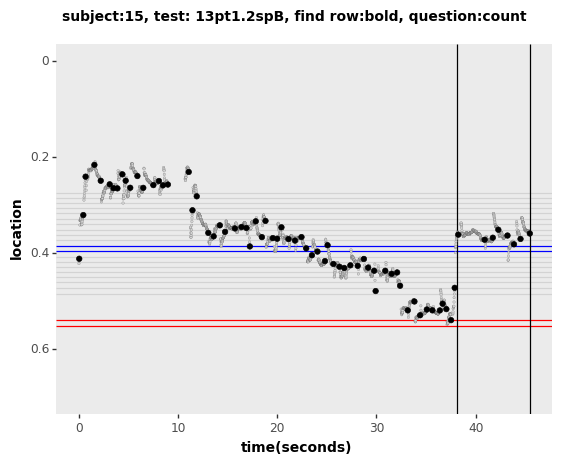 subject:15, test: 13pt1.2spB, find row:bold, question:count
0
0.2
0.4
0.6
location
0 10 20 30 40
time(seconds)